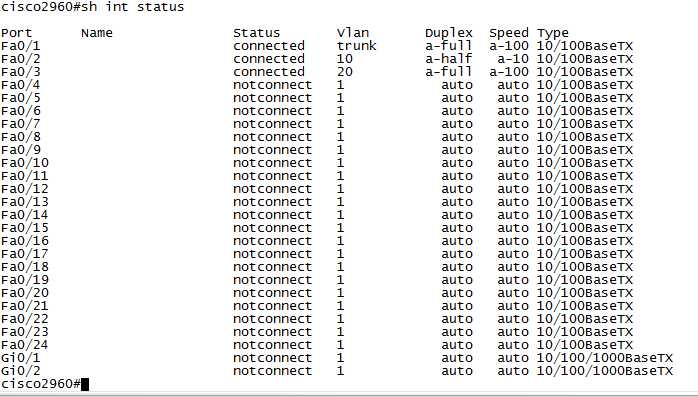 cisco2960#sh int status
Port      Name               Status       Vlan       Duplex  Speed Type
Fa0/1                        connected    trunk      a-full  a-100 10/100BaseTX
Fa0/2                        connected    10         a-half   a-10 10/100BaseTX
Fa0/3                        connected    20         a-full  a-100 10/100BaseTX
Fa0/4                        notconnect   1            auto   auto 10/100BaseTX
Fa0/5                        notconnect   1            auto   auto 10/100BaseTX
Fa0/6                        notconnect   1            auto   auto 10/100BaseTX
Fa0/7                        notconnect   1            auto   auto 10/100BaseTX
Fa0/8                        notconnect   1            auto   auto 10/100BaseTX
Fa0/9                        notconnect   1            auto   auto 10/100BaseTX
Fa0/10                       notconnect   1            auto   auto 10/100BaseTX
Fa0/11                       notconnect   1            auto   auto 10/100BaseTX
Fa0/12                       notconnect   1            auto   auto 10/100BaseTX
Fa0/13                       notconnect   1            auto   auto 10/100BaseTX
Fa0/14                       notconnect   1            auto   auto 10/100BaseTX
Fa0/15                       notconnect   1            auto   auto 10/100BaseTX
Fa0/16                       notconnect   1            auto   auto 10/100BaseTX
Fa0/17                       notconnect   1            auto   auto 10/100BaseTX
Fa0/18                       notconnect   1            auto   auto 10/100BaseTX
Fa0/19                       notconnect   1            auto   auto 10/100BaseTX
Fa0/20                       notconnect   1            auto   auto 10/100BaseTX
Fa0/21                       notconnect   1            auto   auto 10/100BaseTX
Fa0/22                       notconnect   1            auto   auto 10/100BaseTX
Fa0/23                       notconnect   1            auto   auto 10/100BaseTX
Fa0/24                       notconnect   1            auto   auto 10/100BaseTX
Gi0/1                        notconnect   1            auto   auto 10/100/1000BaseTX
Gi0/2                        notconnect   1            auto   auto 10/100/1000BaseTX
cisco2960#